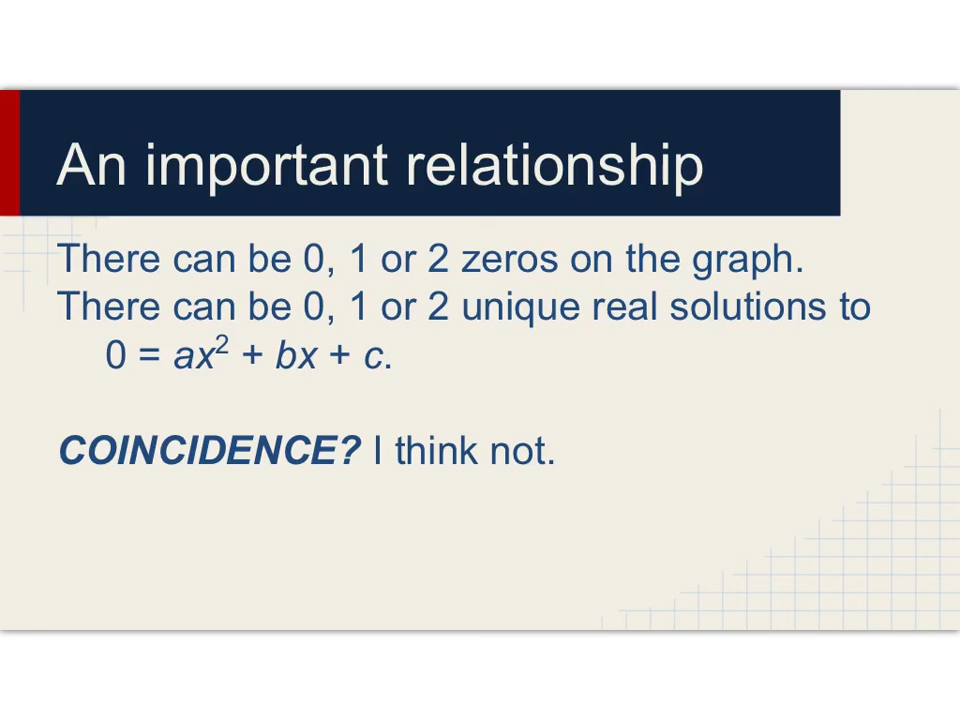 An important relationship
There can be 0, 1 or 2 zeros on the graph.
There can be 0, 1 or 2 unique real solutions to
0 = ax² + bx + c.
COINCIDENCE? I think not.